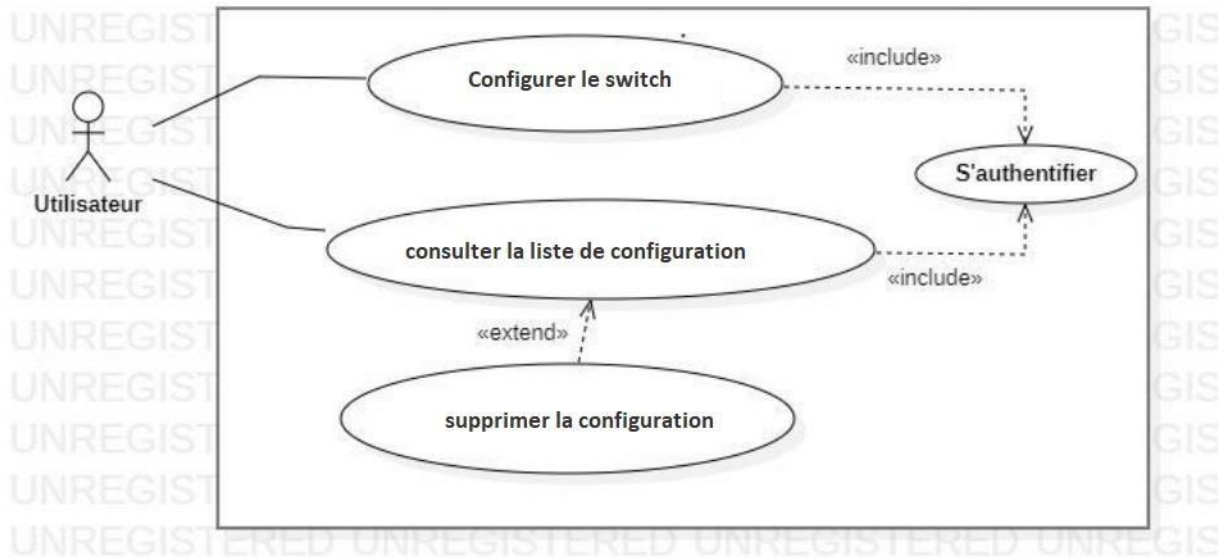 Configurer le switch
«include»
S'authentifier
Utilisateur
consulter la liste de configuration
«include»
«extend»
supprimer la configuration
UNREGISTERED UNREGISTERED UNREGIS